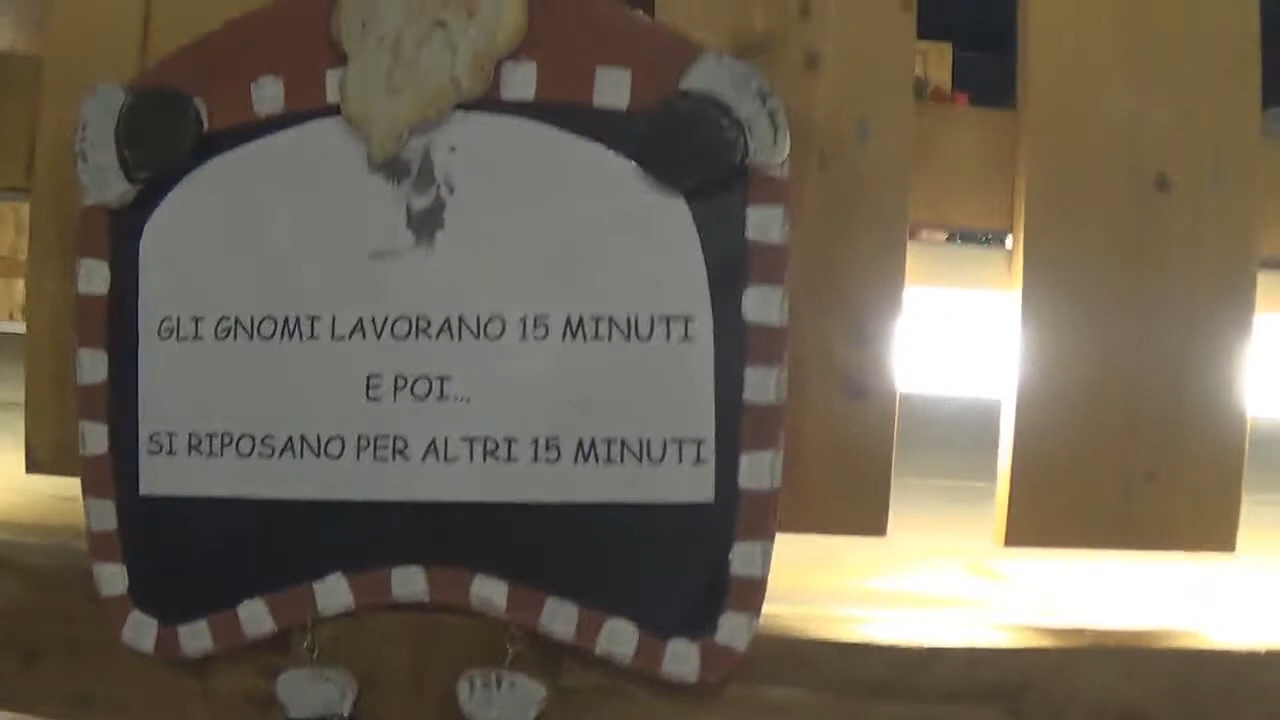 GLI GNOMI LAVORANO 15 MINUTI
E POI...
SI RIPOSANO PER ALTRI 15 MINUTI